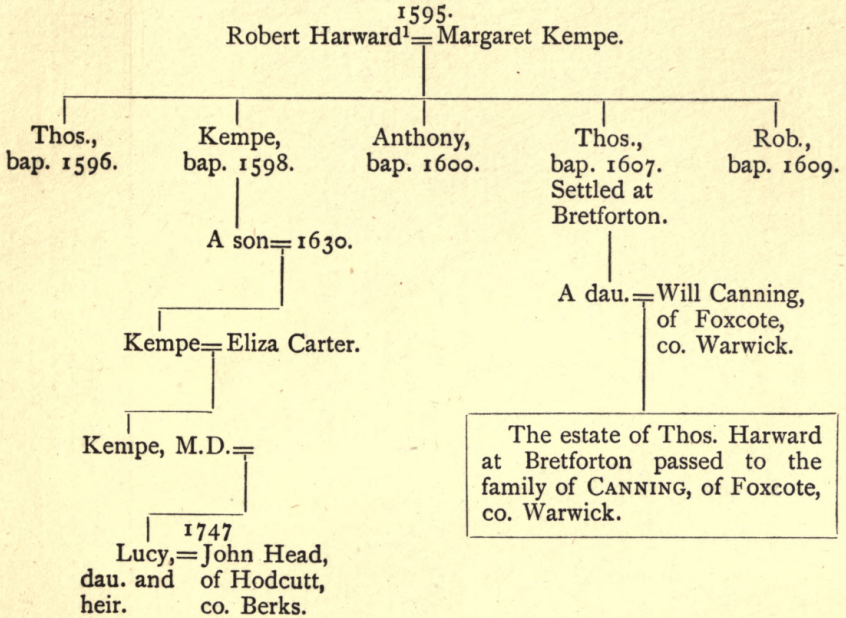 1595.
Robert Harward¹=Margaret Kempe.
Thos., Kempe, Anthony, Thos., Rob.,
bap. 1596. bap. 1598. bap. 1600. bap. 1607. bap. 1609.
Settled at
Bretforton.
A son=1630.
A dau.=Will Canning,
of Foxcote,
co. Warwick.
Kempe=Eliza Carter.
The estate of Thos. Harward
at Bretforton passed to the
family of CANNING, of Foxcote,
co. Warwick.
Kempe, M.D.=
1747
Lucy,=John Head,
dau. and of Hodcutt,
heir. co. Berks.